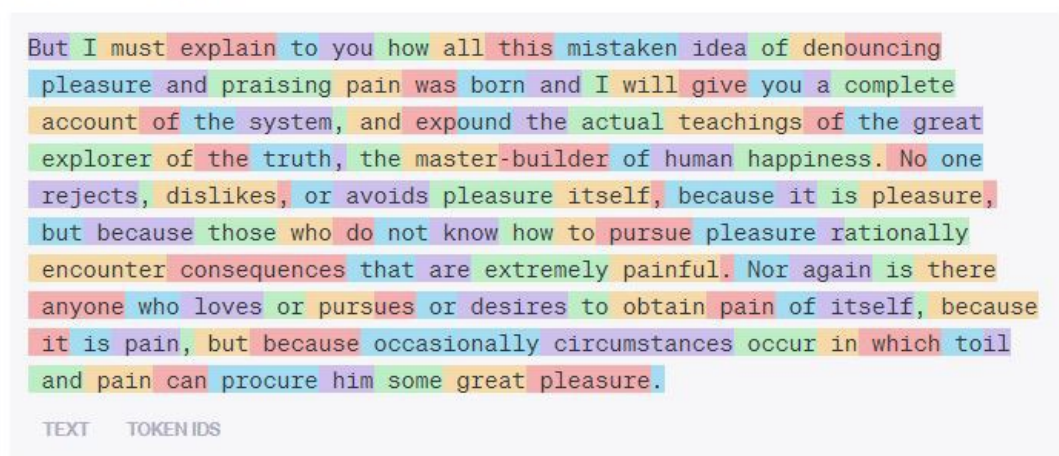 But I must explain to you how all this mistaken idea of denouncing
pleasure and praising pain was born and I will give you a complete
account of the system, and expound the actual teachings of the great
explorer of the truth, the master-builder of human happiness. No one
rejects, dislikes, or avoids pleasure itself, because it is pleasure,
but because those who do not know how to pursue pleasure rationally
encounter consequences that are extremely painful. Nor again is there
anyone who loves or pursues or desires to obtain pain of itself, because
it is pain, but because occasionally circumstances occur in which toil
and pain can procure him some great pleasure.
TEXT TOKEN IDS